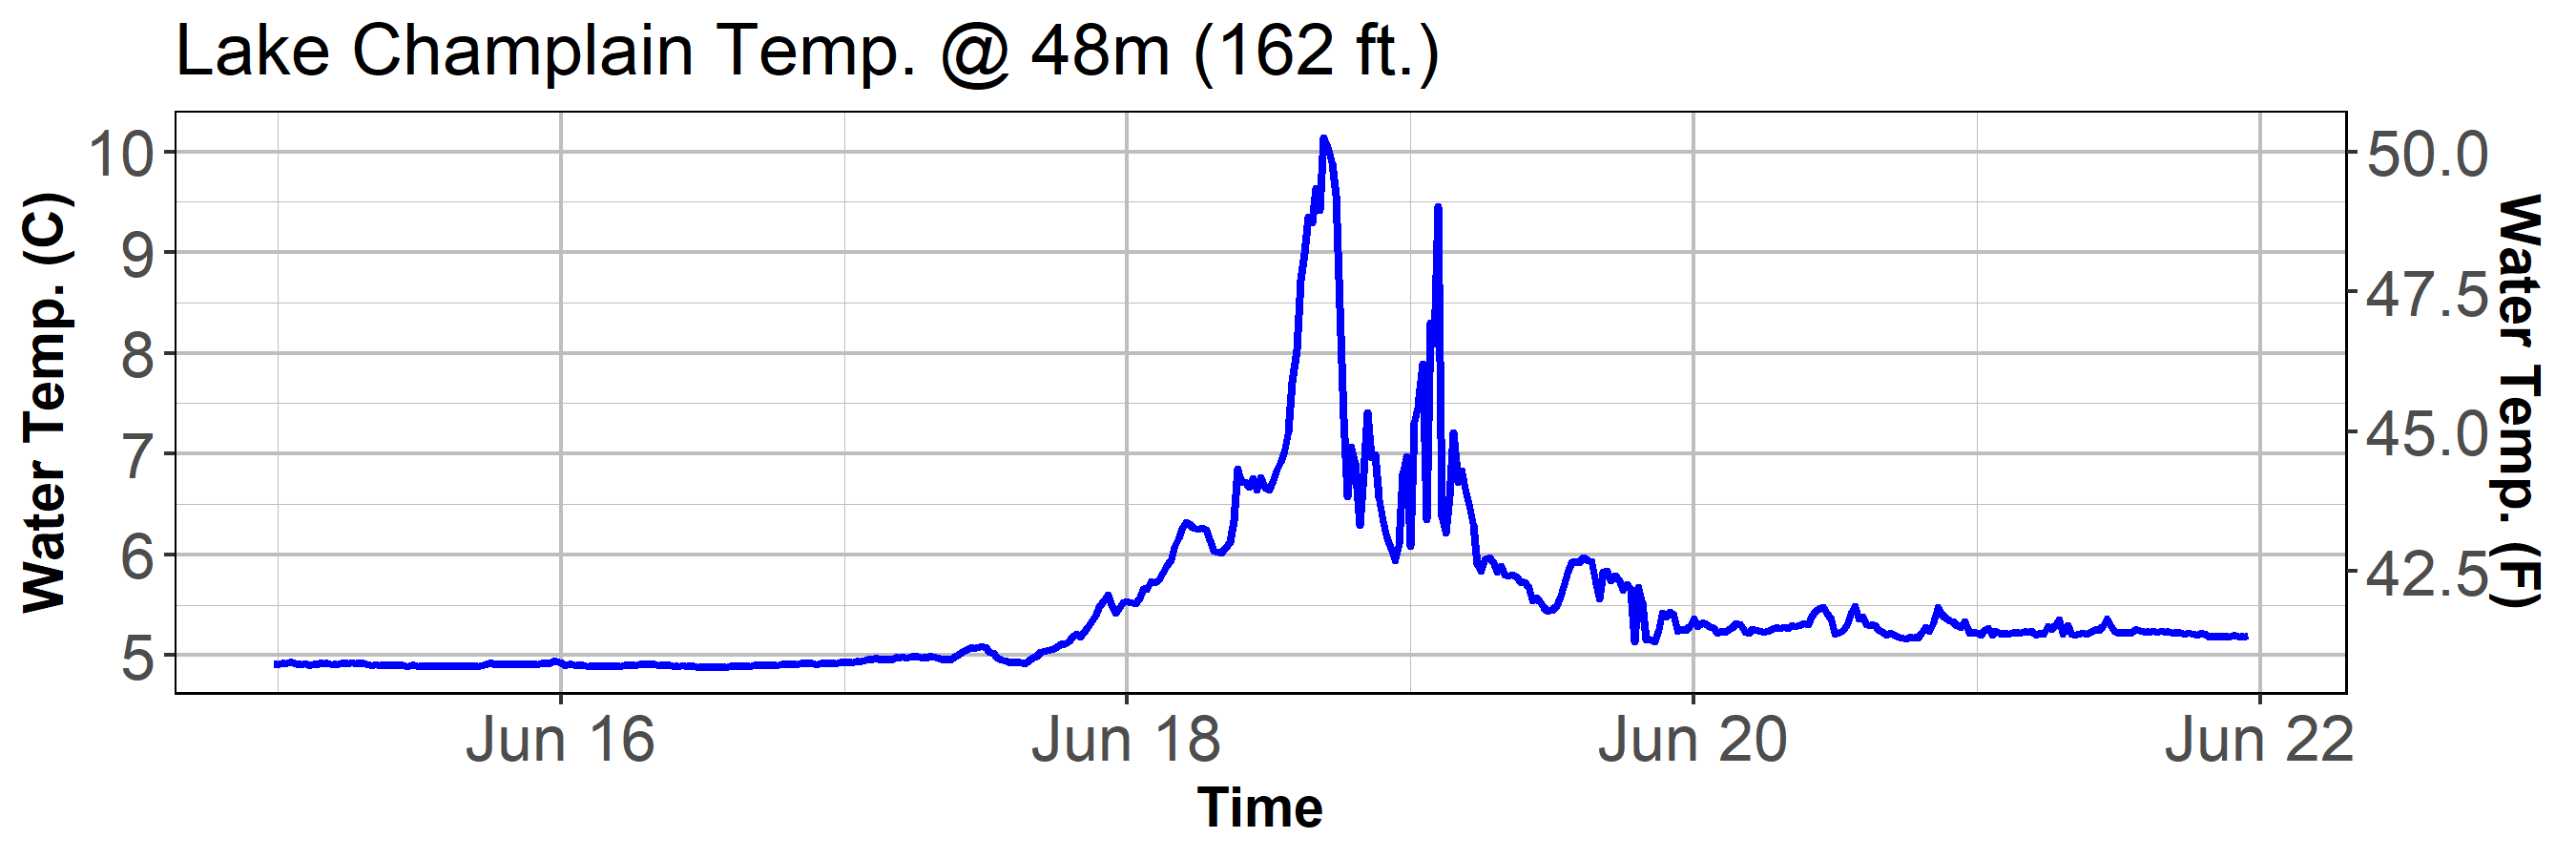 Lake Champlain Temp. @ 48m (162 ft.)
Water Temp. (C)
10
9
8
7
6
5
50.0
47.5
45.0
42.5
Water Temp. (F)
Jun 16
Jun 18
Jun 20
Jun 22
Time